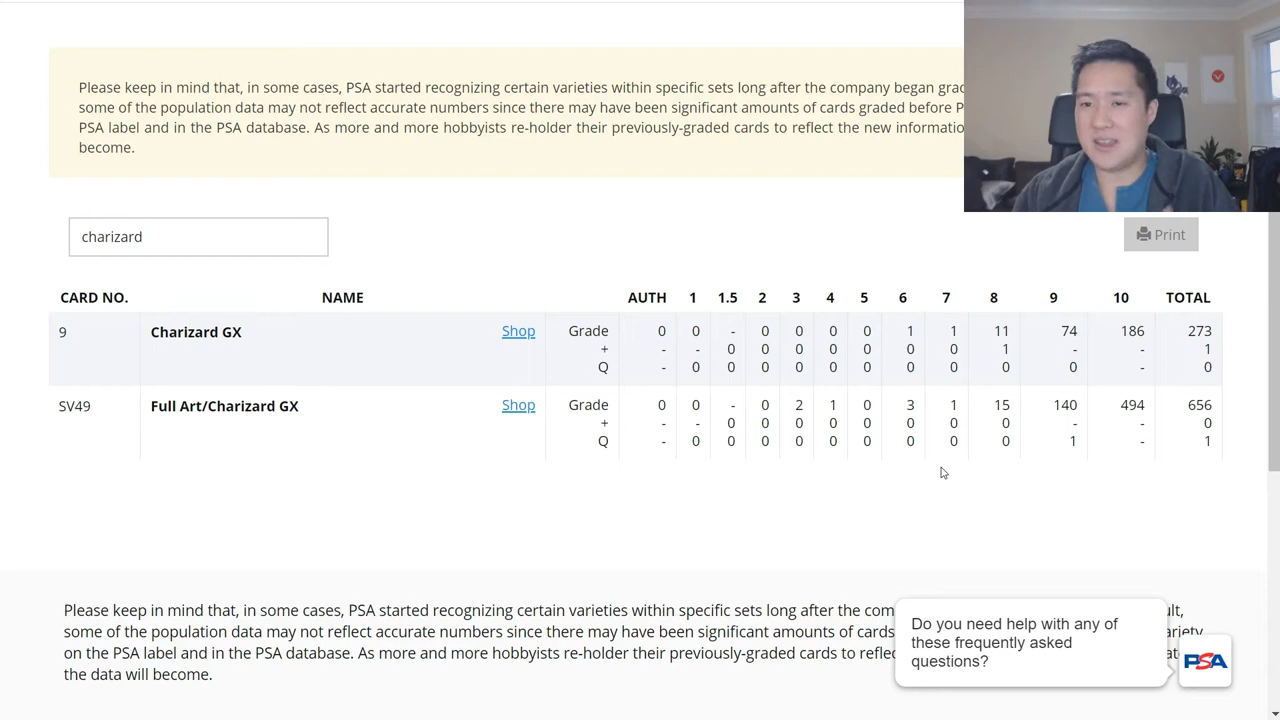 Please keep in mind that, in some cases, PSA started recognizing certain varieties within specific sets long after the company began
some of the population data may not reflect accurate numbers since there may have been significant amounts of cards graded before
PSA label and in the PSA database. As more and more hobbyists re-holder their previously-graded cards to reflect the new
become.
charizard
Print
CARD NO. NAME AUTH 1 1.5 2 3 4 5 6 7 8 9 10 TOTAL
9 Charizard GX Shop Grade 0 0 - 0 0 0 0 1 1 11 74 186 273
+ - - 0 0 0 0 0 0 0 1 - - 1
Q - 0 0 0 0 0 0 0 0 0 0 - 0
SV49 Full Art/Charizard GX Shop Grade 0 0 - 0 2 1 0 3 1 15 140 494 656
+ - - 0 0 0 0 0 0 0 0 - - 0
Q - 0 0 0 0 0 0 0 0 0 1 - 1
Please keep in mind that, in some cases, PSA started recognizing certain varieties within specific sets long after the
some of the population data may not reflect accurate numbers since there may have been significant amounts of cards
on the PSA label and in the PSA database. As more and more hobbyists re-holder their previously-graded cards to
the data will become.
Do you need help with any of
these frequently asked
questions?
PSA